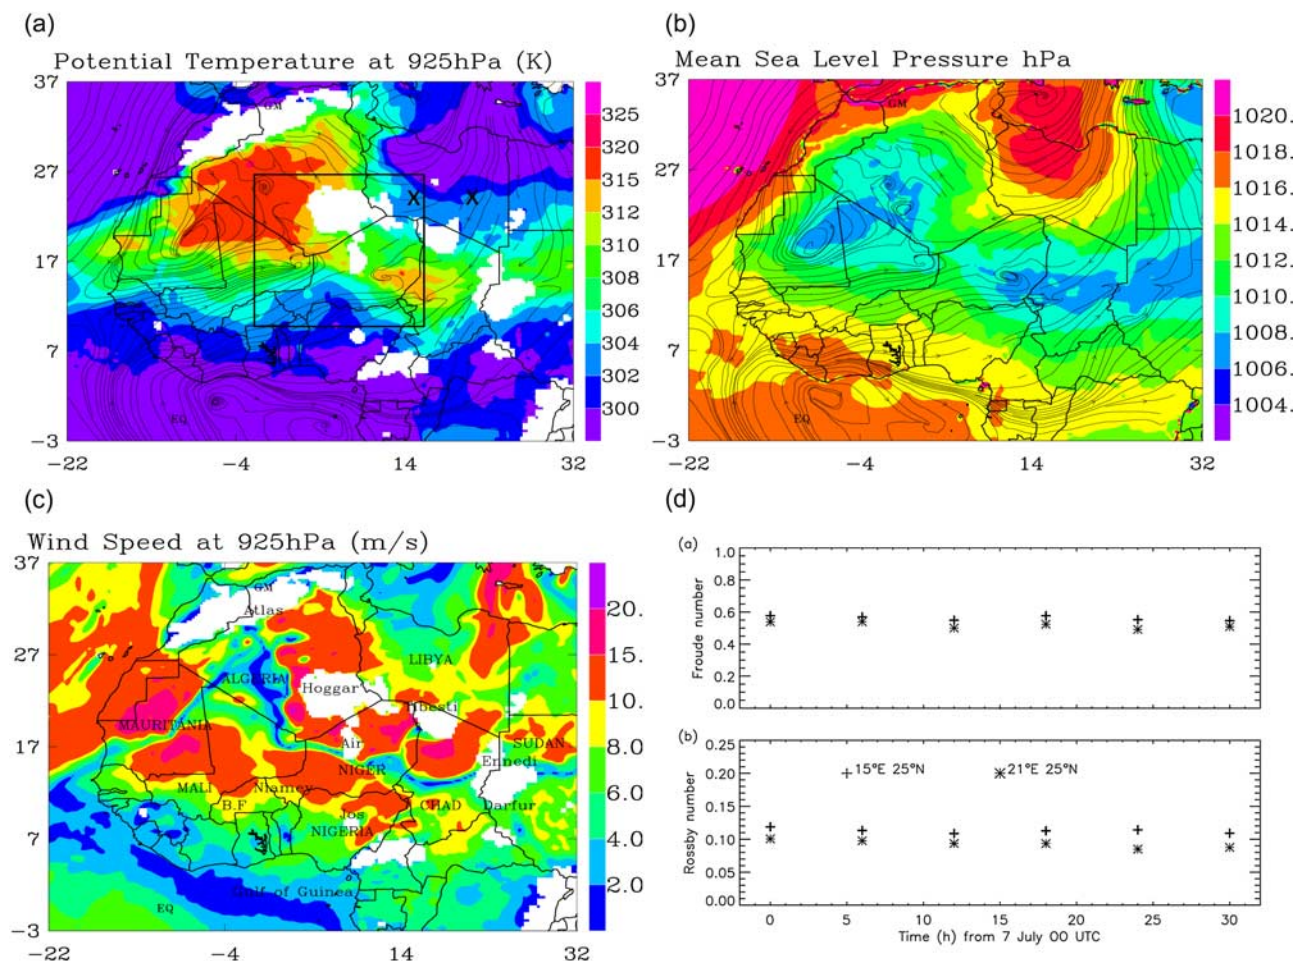 (a)
Potential Temperature at 925hPa (K)
37
27
17
7
-3
-22
-4
14
32
GM
EQ
X
X
325
320
315
312
310
308
306
304
302
300
(b)
Mean Sea Level Pressure hPa
37
27
17
7
-3
-22
-4
14
32
GM
EQ
1020.
1018.
1016.
1014.
1012.
1010.
1008.
1006.
1004.
(c)
Wind Speed at 925hPa (m/s)
37
27
17
7
-3
-22
-4
14
32
GM
Atlas
LIBYA
ALGERIA
Hoggar
Tibesti
MAURITANIA
Air
SUDAN
Ennedi
NIGER
MALI
Niamey
B.F
CHAD
Darfur
Jos
NIGERIA
Gulf of Guinea
EQ
20.
15.
10.
8.0
6.0
4.0
2.0
(d)
(a)
Froude number
1.0
0.8
0.6
0.4
0.2
0.0
(b)
Rossby number
0.25
0.20
0.15
0.10
0.05
0.00
15°E 25°N
21°E 25°N
0
5
10
15
20
25
30
Time (h) from 7 July 00 UTC